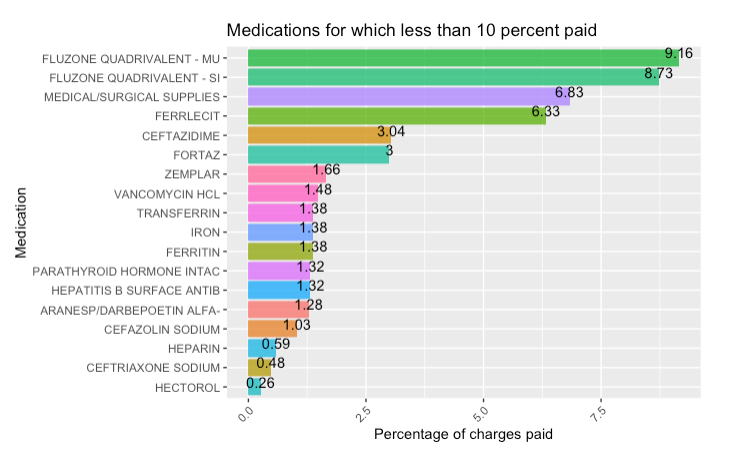 Medications for which less than 10 percent paid
FLUZONE QUADRIVALENT - MU 9.16
FLUZONE QUADRIVALENT - SI 8.73
MEDICAL/SURGICAL SUPPLIES 6.83
FERRLECIT 6.33
CEFTAZIDIME 3.04
FORTAZ 3
ZEMPLAR 1.66
VANCOMYCIN HCL 1.48
TRANSFERRIN 1.38
IRON 1.38
FERRITIN 1.38
PARATHYROID HORMONE INTAC 1.32
HEPATITIS B SURFACE ANTIB 1.32
ARANESP/DARBEPOETIN ALFA- 1.28
CEFAZOLIN SODIUM 1.03
HEPARIN 0.59
CEFTRIAXONE SODIUM 0.48
HECTOROL 0.26
Medication
0.0 2.5 5.0 7.5
Percentage of charges paid